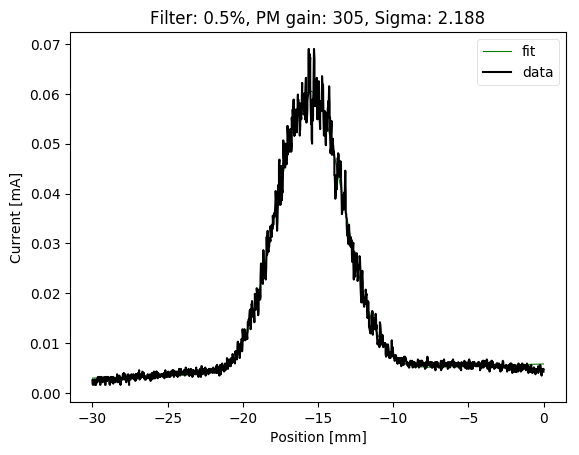 Filter: 0.5%, PM gain: 305, Sigma: 2.188
fit
data
Current [mA]
0.07
0.06
0.05
0.04
0.03
0.02
0.01
0.00
−30 −25 −20 −15 −10 −5 0
Position [mm]